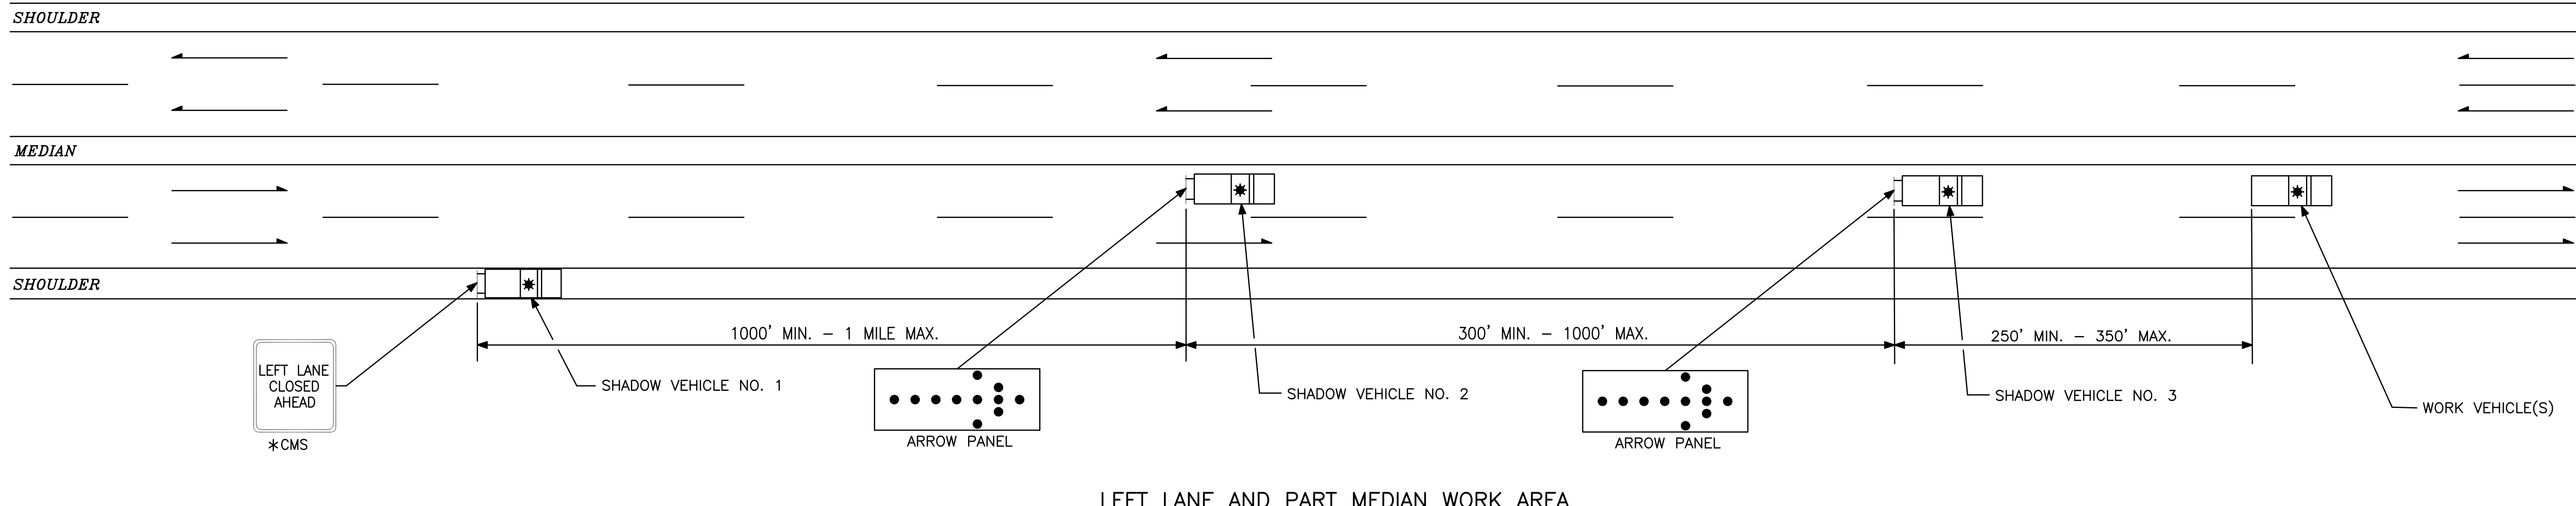 SHOULDER
MEDIAN
SHOULDER
1000' MIN. - 1 MILE MAX.
300' MIN. - 1000' MAX.
250' MIN. - 350' MAX.
LEFT LANE
CLOSED
AHEAD
*CMS
SHADOW VEHICLE NO. 1
ARROW PANEL
SHADOW VEHICLE NO. 2
ARROW PANEL
SHADOW VEHICLE NO. 3
WORK VEHICLE(S)
LEFT LANE AND PART MEDIAN WORK AREA